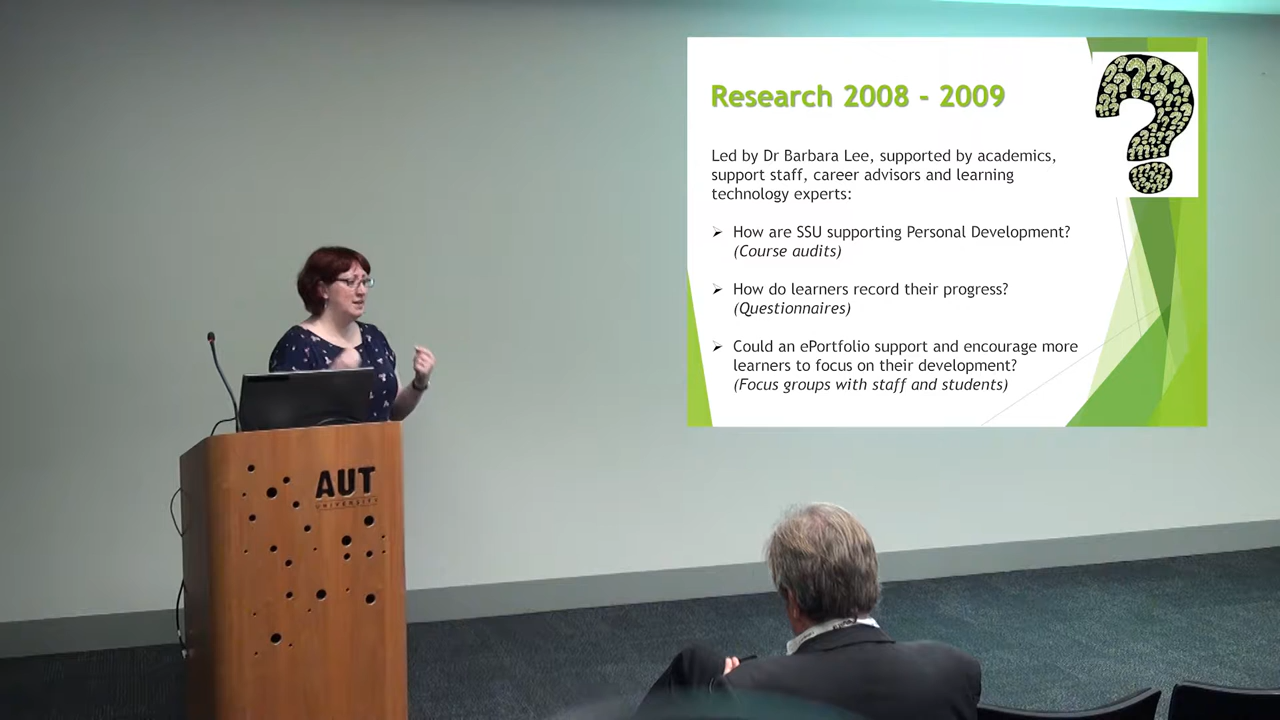 Research 2008 - 2009
Led by Dr Barbara Lee, supported by academics,
support staff, career advisors and learning
technology experts:
➢ How are SSU supporting Personal Development?
(Course audits)
➢ How do learners record their progress?
(Questionnaires)
➢ Could an ePortfolio support and encourage more
learners to focus on their development?
(Focus groups with staff and students)
AUT
UNIVERSITY